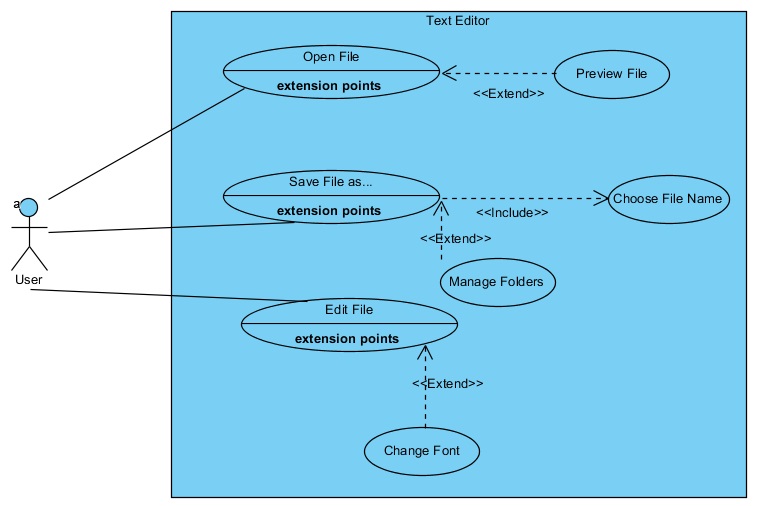 Text Editor
Open File
extension points
Preview File
<<Extend>>
Save File as...
extension points
Choose File Name
<<Include>>
a
<<Extend>>
User
Manage Folders
Edit File
extension points
<<Extend>>
Change Font